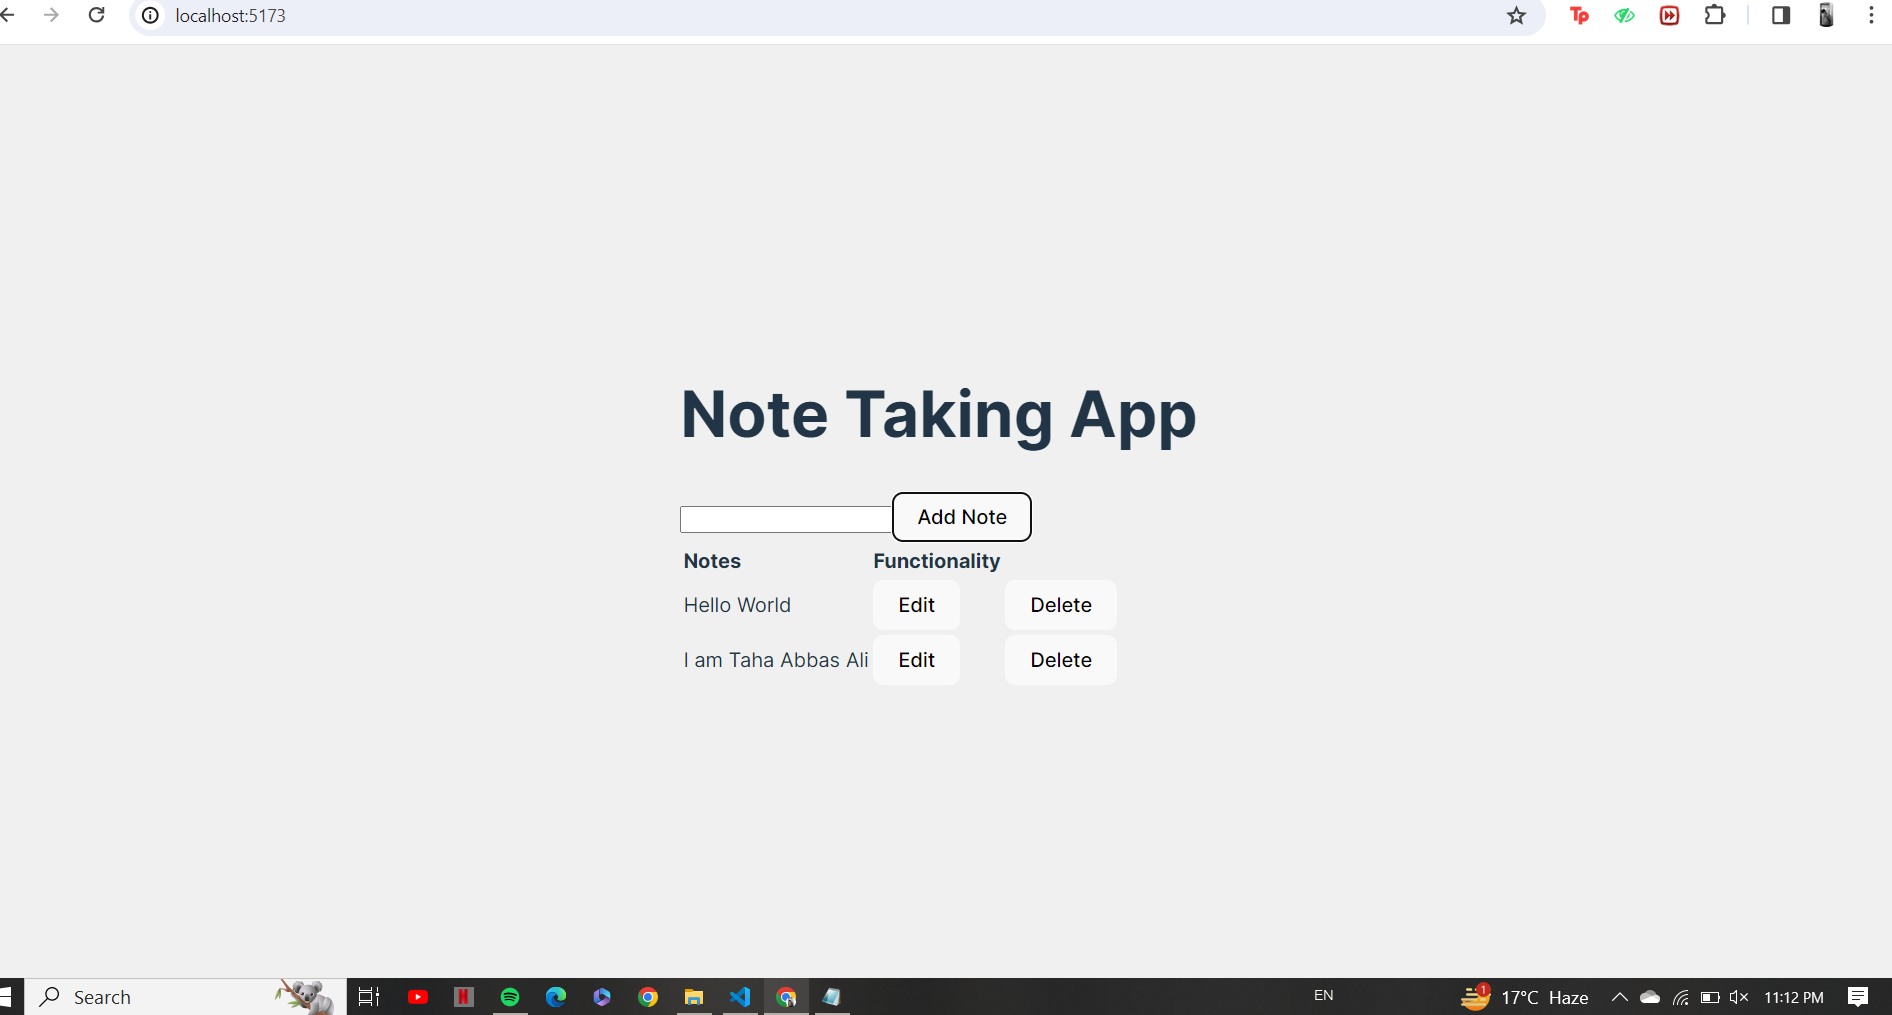 localhost:5173
Tp
Note Taking App
Add Note
Notes Functionality
Hello World Edit Delete
I am Taha Abbas Ali Edit Delete
Search EN 1 17°C Haze 11:12 PM